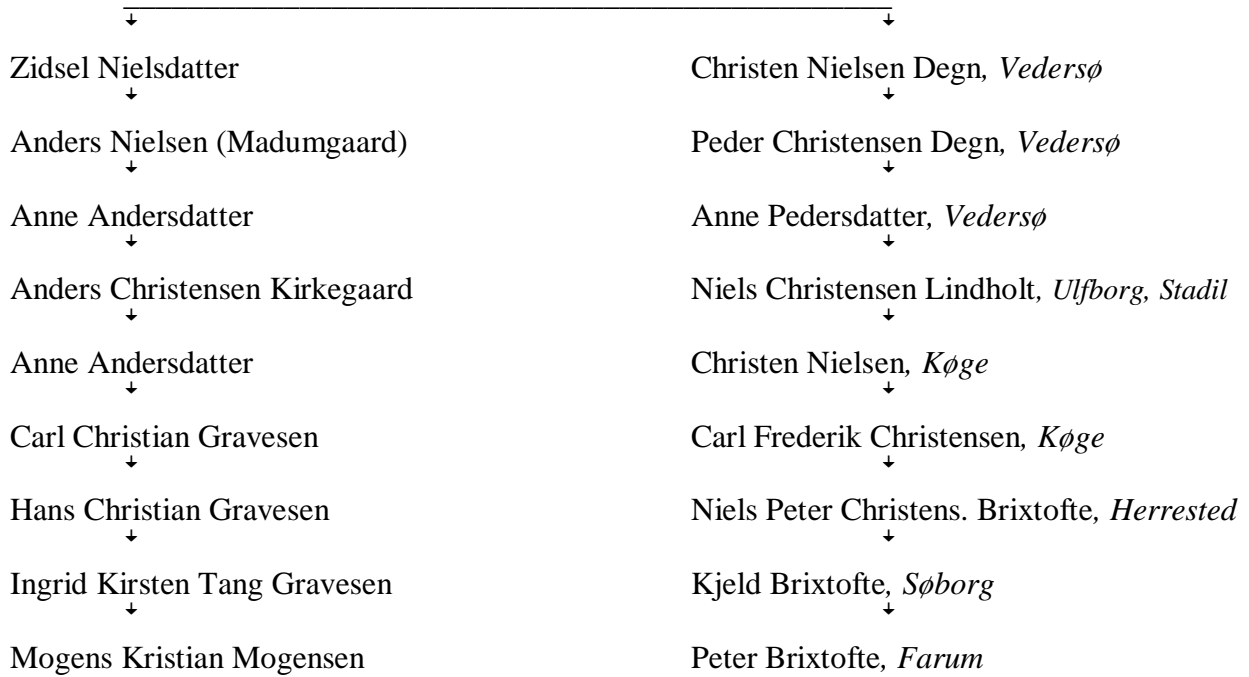 Zidsel Nielsdatter Christen Nielsen Degn, Vedersø
Anders Nielsen (Madumgaard) Peder Christensen Degn, Vedersø
Anne Andersdatter Anne Pedersdatter, Vedersø
Anders Christensen Kirkegaard Niels Christensen Lindholt, Ulfborg, Stadil
Anne Andersdatter Christen Nielsen, Køge
Carl Christian Gravesen Carl Frederik Christensen, Køge
Hans Christian Gravesen Niels Peter Christens. Brixtofte, Herrested
Ingrid Kirsten Tang Gravesen Kjeld Brixtofte, Søborg
Mogens Kristian Mogensen Peter Brixtofte, Farum